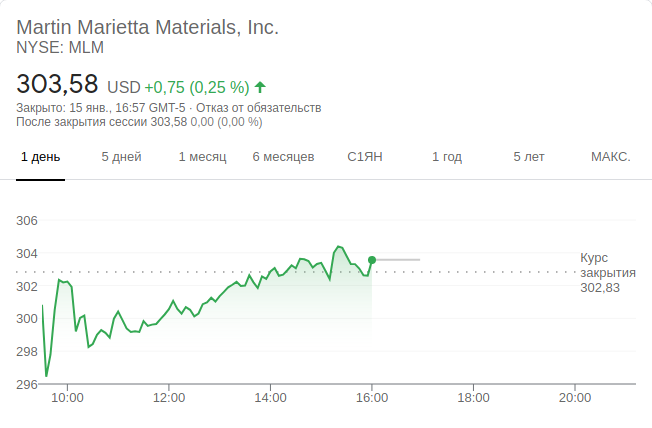 Martin Marietta Materials, Inc.
NYSE: MLM
303,58 USD +0,75 (0,25 %)
Закрыто: 15 янв., 16:57 GMT-5 · Отказ от обязательств
После закрытия сессии 303,58 0,00 (0,00 %)
1 день 5 дней 1 месяц 6 месяцев С1ЯН 1 год 5 лет МАКС.
306
304
302
300
298
296
Курс
закрытия
302,83
10:00 12:00 14:00 16:00 18:00 20:00